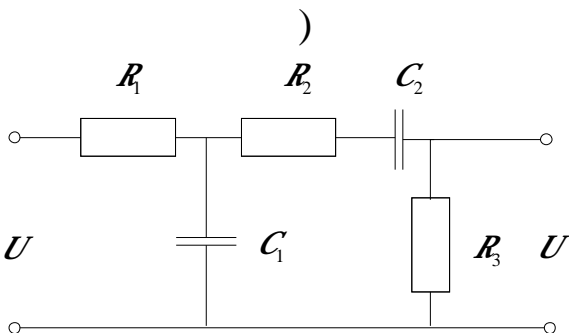 )
R₁ R₂ C₂
U C₁ R₃ U